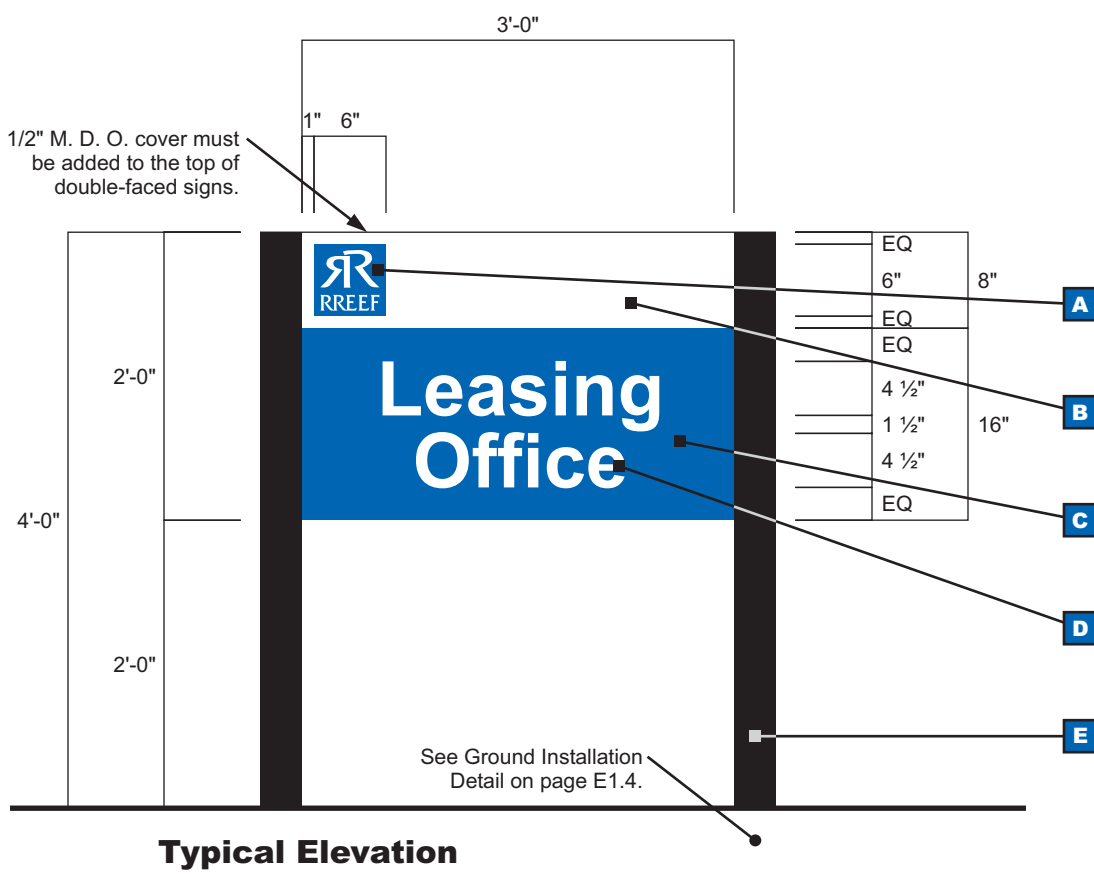 3'-0"
1" 6"
1/2" M. D. O. cover must
be added to the top of
double-faced signs.
RR
RREEF
EQ
6"
8"
EQ
A
EQ
2'-0"
Leasing
4 ½"
B
1 ½"
16"
Office
4 ½"
EQ
4'-0"
C
D
2'-0"
E
See Ground Installation
Detail on page E1.4.
Typical Elevation